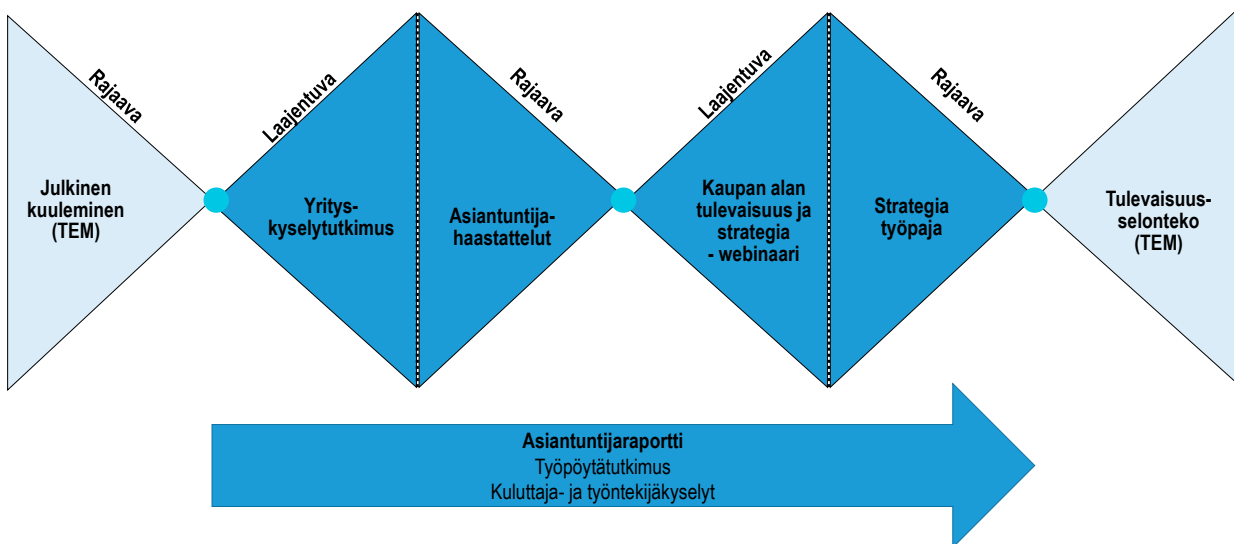 Rajaava
Laajentuva
Rajaava
Laajentuva
Rajaava
Julkinen
kuuleminen
(TEM)
Yritys-
kyselytutkimus
Asiantuntija-
haastattelut
Kaupan alan
tulevaisuus ja
strategia
- webinaari
Strategia
työpaja
Tulevaisuus-
selonteko
(TEM)
Asiantuntijaraportti
Työpöytätutkimus
Kuluttaja- ja työntekijäkyselyt